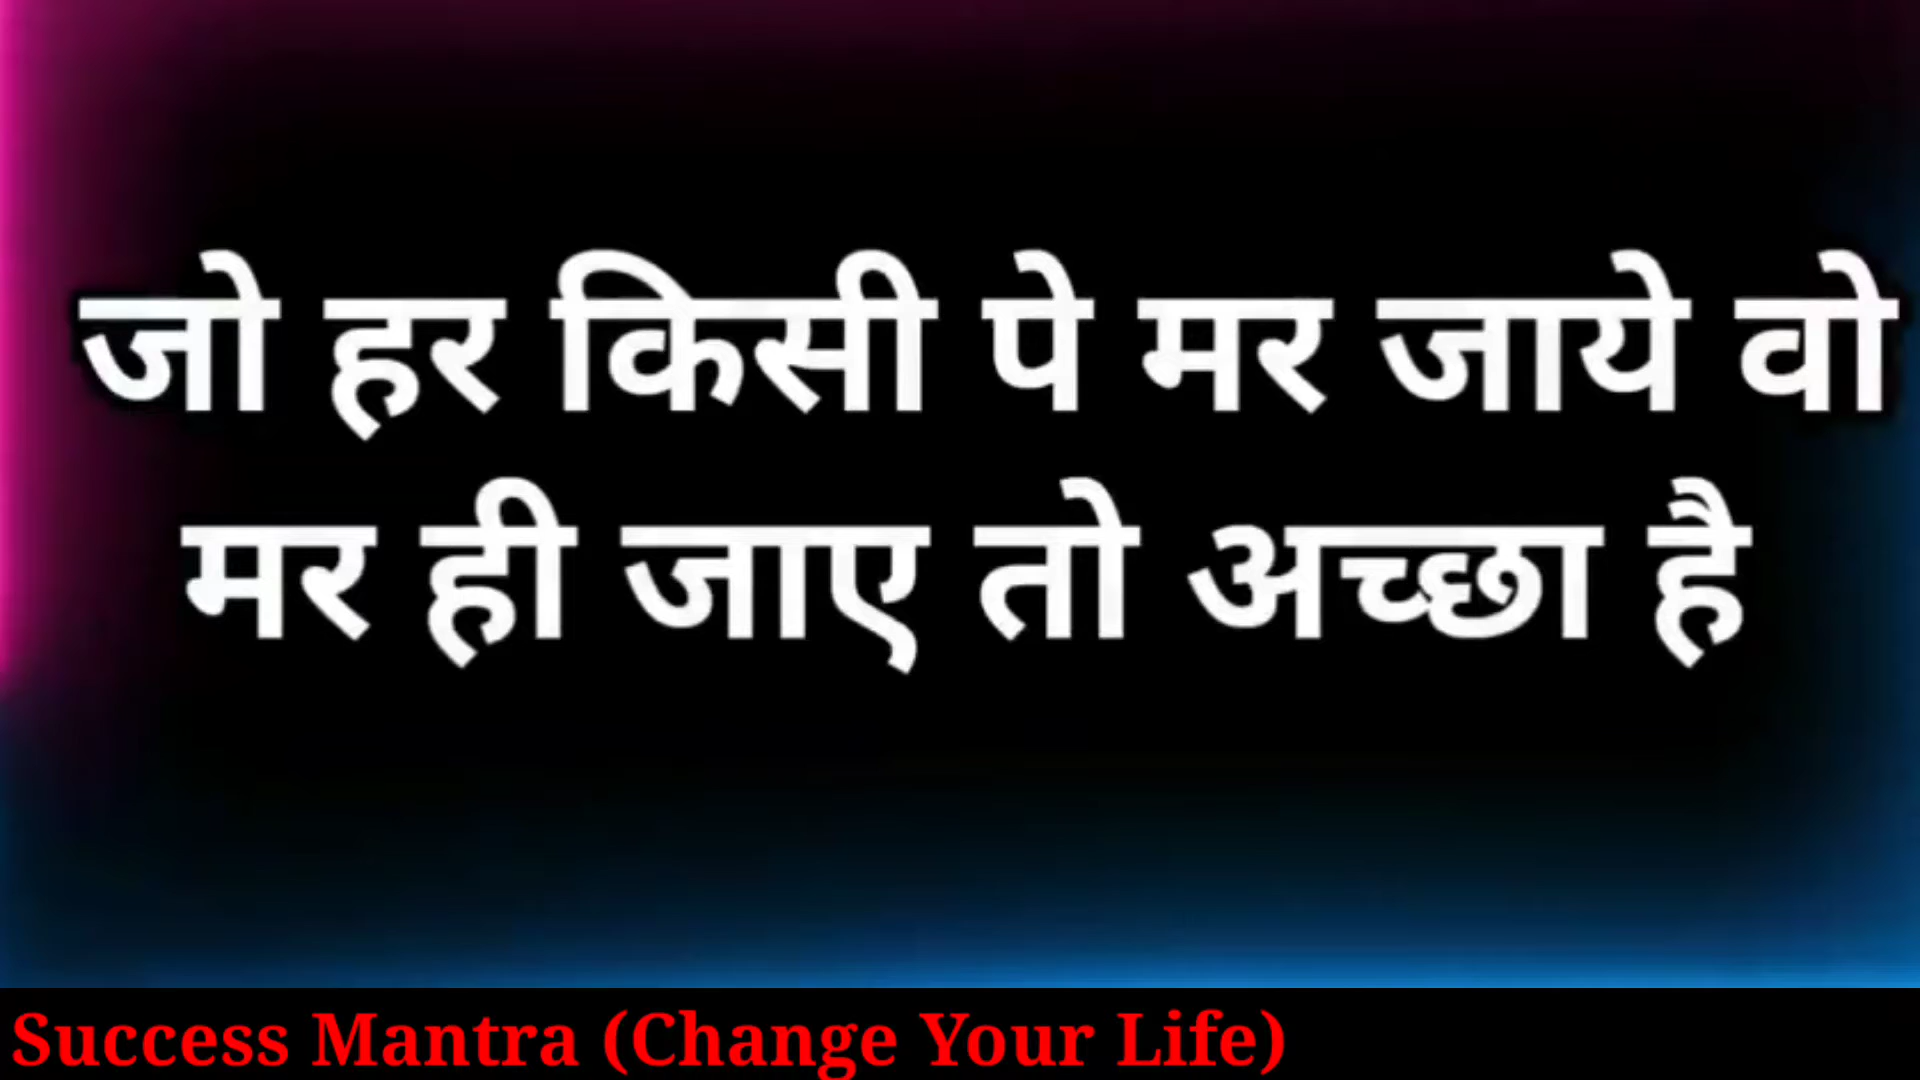 जो हर किसी पे मर जाये वो
मर ही जाए तो अच्छा है
Success Mantra (Change Your Life)